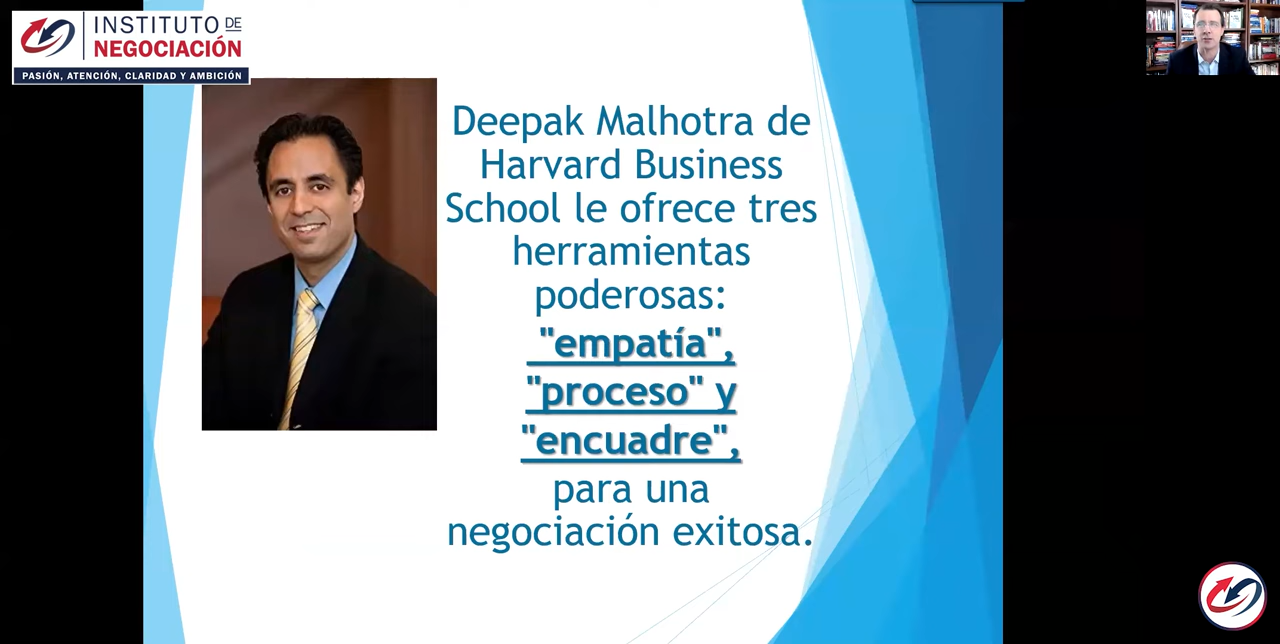 INSTITUTO DE
NEGOCIACIÓN
PASIÓN, ATENCIÓN, CLARIDAD Y AMBICIÓN
Deepak Malhotra de
Harvard Business
School le ofrece tres
herramientas
poderosas:
"empatía",
"proceso" y
"encuadre",
para una
negociación exitosa.